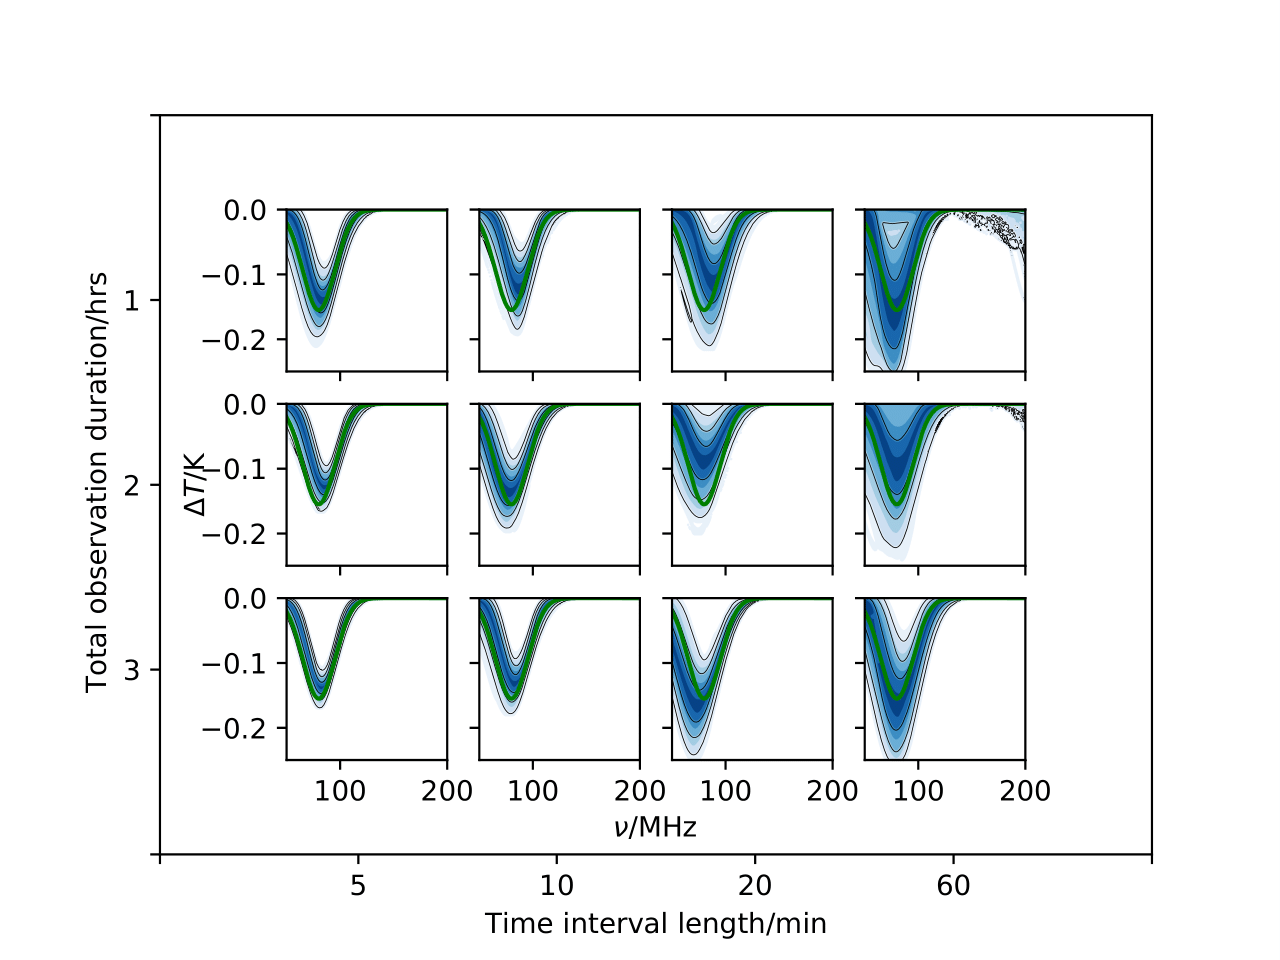 0.0
−0.1
−0.2
1
0.0
−0.1
−0.2
2
ΔT/K
0.0
−0.1
−0.2
3
Total observation duration/hrs
100 200 100 200 100 200 100 200
ν/MHz
5 10 20 60
Time interval length/min